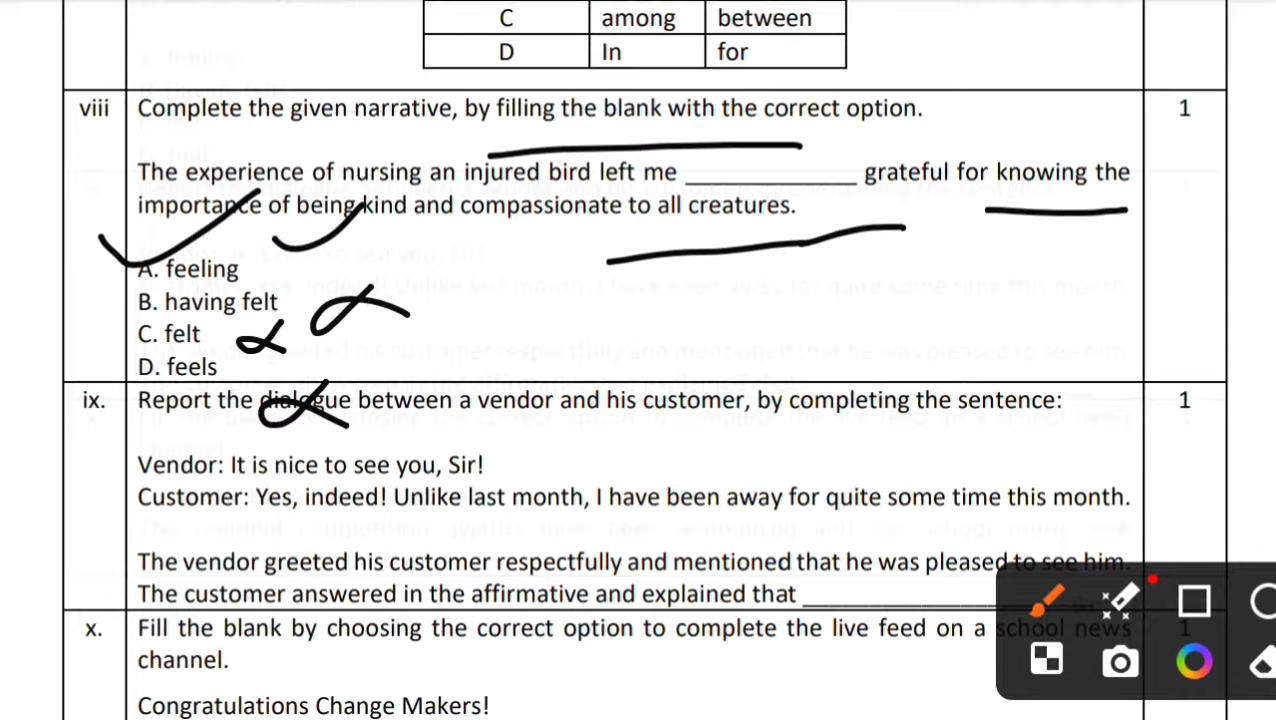 C among between
D In for
viii Complete the given narrative, by filling the blank with the correct option. 1
The experience of nursing an injured bird left me ____________ grateful for knowing the
importance of being kind and compassionate to all creatures.
A. feeling
B. having felt
C. felt
D. feels
ix. Report the dialogue between a vendor and his customer, by completing the sentence: 1
Vendor: It is nice to see you, Sir!
Customer: Yes, indeed! Unlike last month, I have been away for quite some time this month.
The vendor greeted his customer respectfully and mentioned that he was pleased to see him.
The customer answered in the affirmative and explained that ____________
x. Fill the blank by choosing the correct option to complete the live feed on a school news 1
channel.
Congratulations Change Makers!